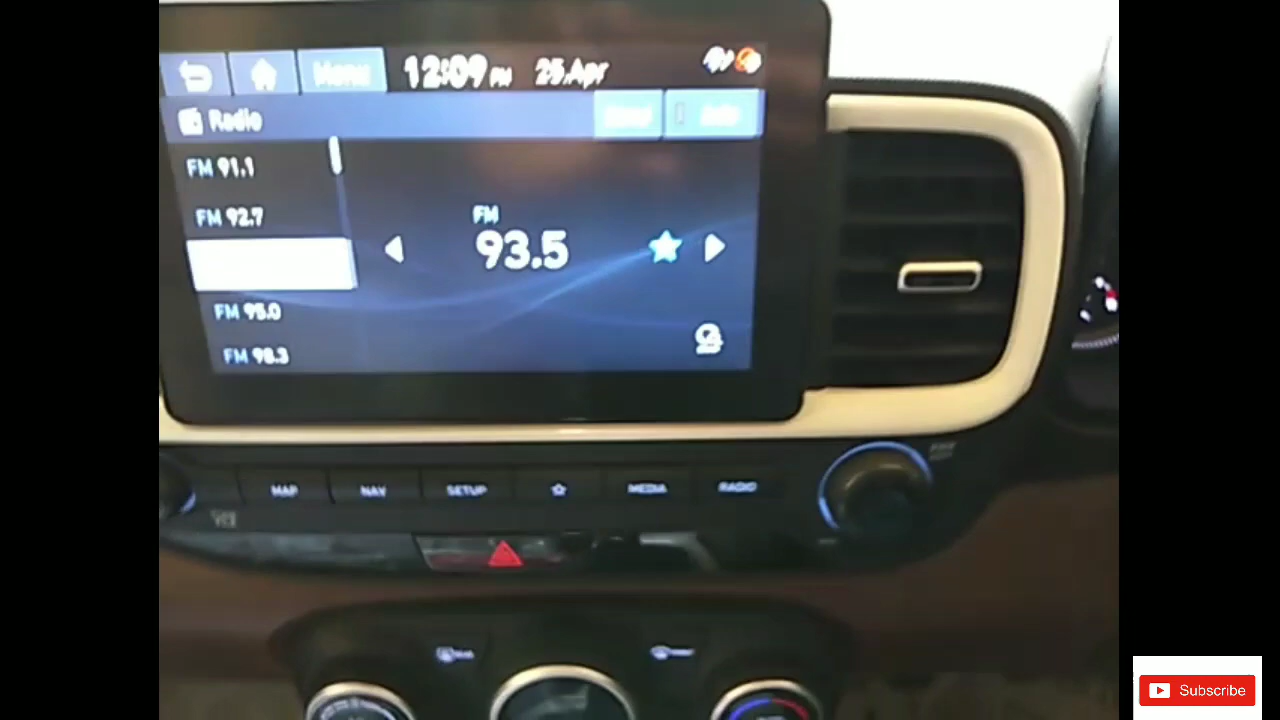 Menu 12:09 PM 25.Apr
Radio
FM 91.1
FM 92.7
FM
93.5
FM 95.0
FM 98.3
MAP NAV SETUP MEDIA RADIO
Subscribe